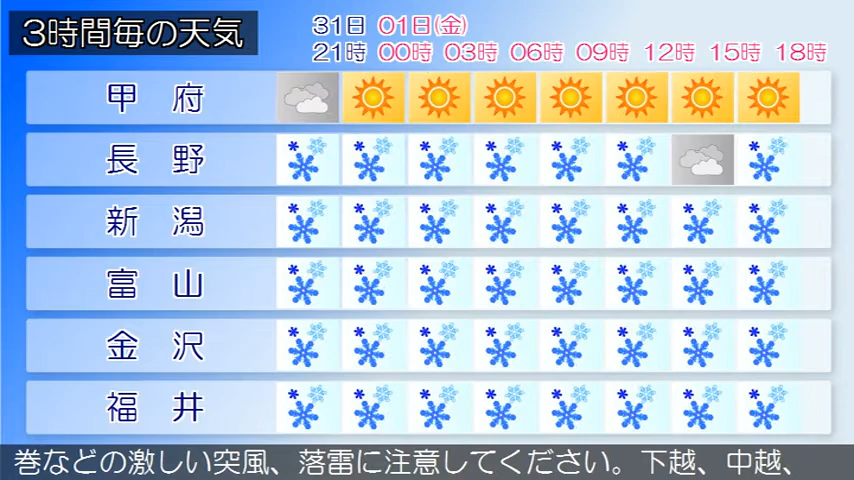 3時間毎の天気
31日 01日(金)
21時 00時 03時 06時 09時 12時 15時 18時
甲 府
長 野
新 潟
富 山
金 沢
福 井
巻などの激しい突風、落雷に注意してください。下越、中越、